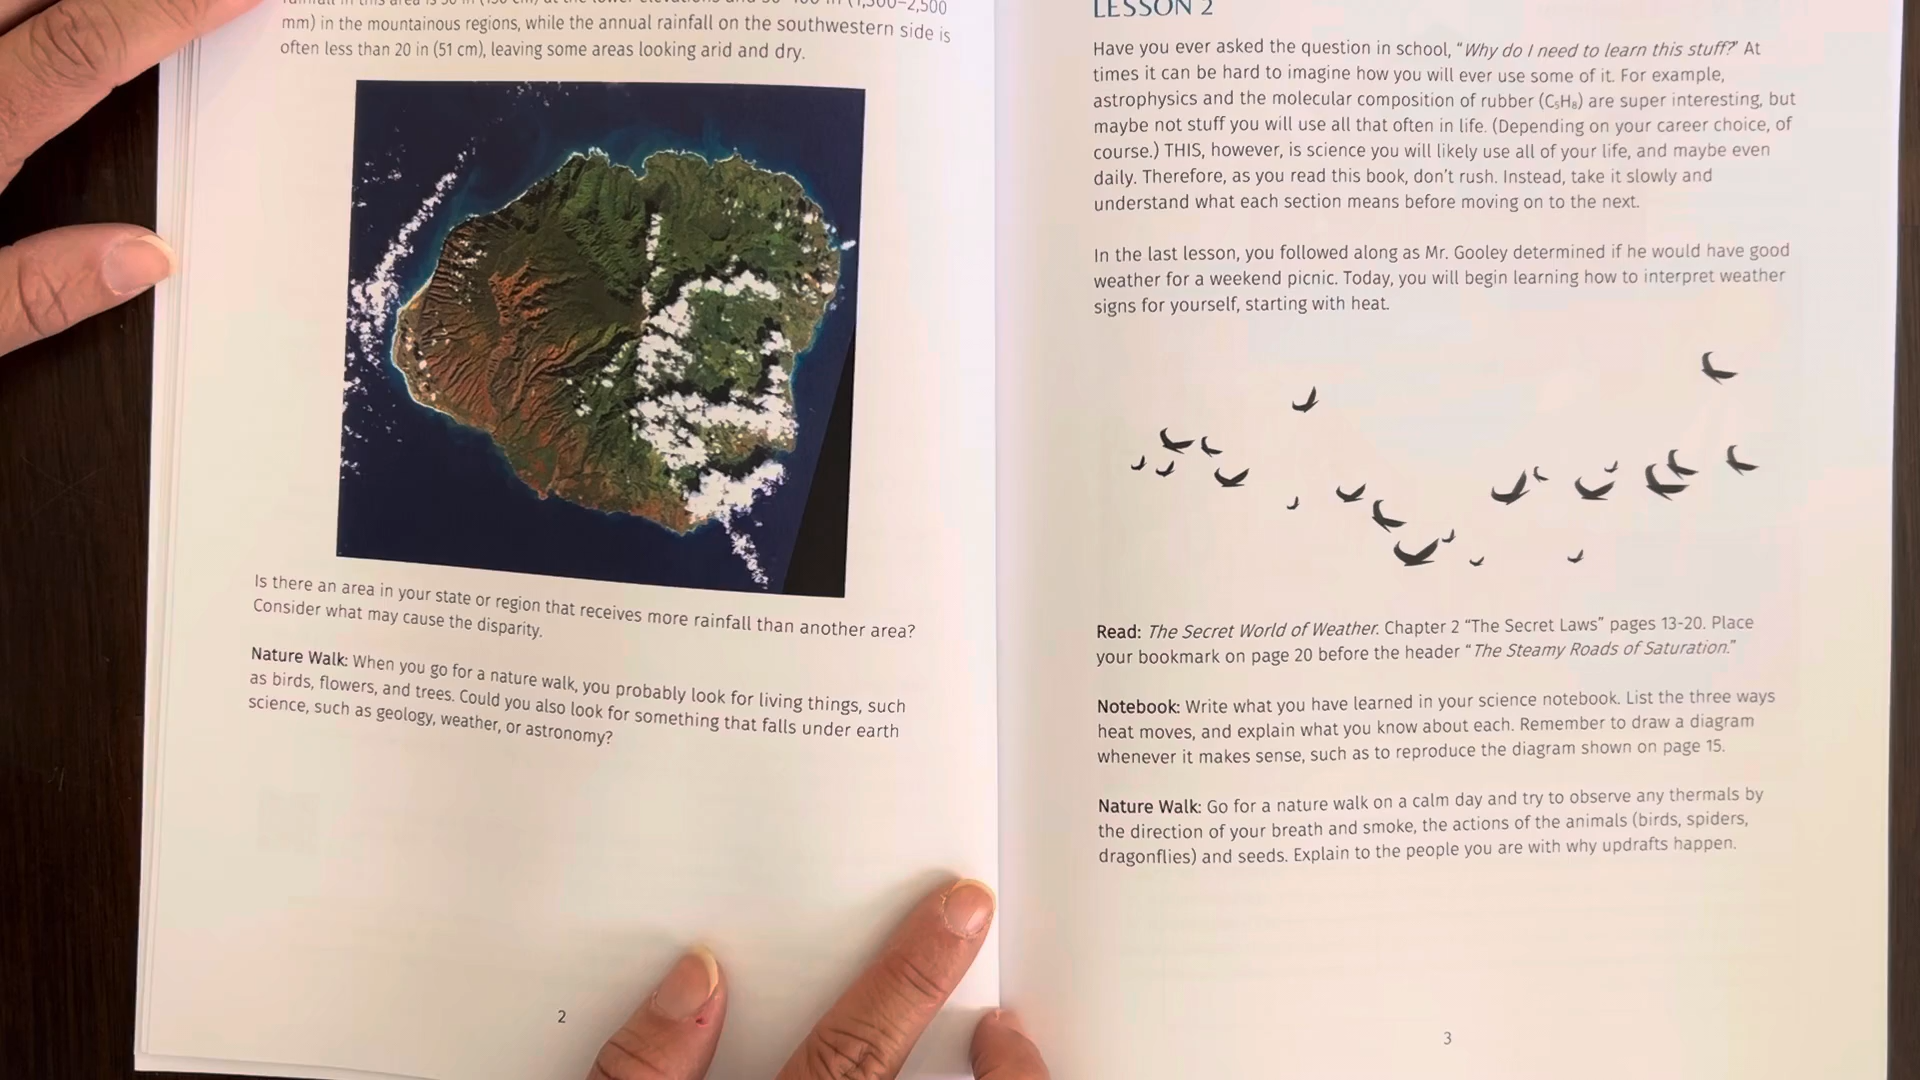 mm) in the mountainous regions, while the annual rainfall on the southwestern side is
often less than 20 in (51 cm), leaving some areas looking arid and dry.
Is there an area in your state or region that receives more rainfall than another area?
Consider what may cause the disparity.
Nature Walk: When you go for a nature walk, you probably look for living things, such
as birds, flowers, and trees. Could you also look for something that falls under earth
science, such as geology, weather, or astronomy?
2
LESSON 2
Have you ever asked the question in school, "Why do I need to learn this stuff?" At
times it can be hard to imagine how you will ever use some of it. For example,
astrophysics and the molecular composition of rubber (C₅H₈) are super interesting, but
maybe not stuff you will use all that often in life. (Depending on your career choice, of
course.) THIS, however, is science you will likely use all of your life, and maybe even
daily. Therefore, as you read this book, don't rush. Instead, take it slowly and
understand what each section means before moving on to the next.
In the last lesson, you followed along as Mr. Gooley determined if he would have good
weather for a weekend picnic. Today, you will begin learning how to interpret weather
signs for yourself, starting with heat.
Read: The Secret World of Weather. Chapter 2 "The Secret Laws" pages 13-20. Place
your bookmark on page 20 before the header "The Steamy Roads of Saturation."
Notebook: Write what you have learned in your science notebook. List the three ways
heat moves, and explain what you know about each. Remember to draw a diagram
whenever it makes sense, such as to reproduce the diagram shown on page 15.
Nature Walk: Go for a nature walk on a calm day and try to observe any thermals by
the direction of your breath and smoke, the actions of the animals (birds, spiders,
dragonflies) and seeds. Explain to the people you are with why updrafts happen.
3